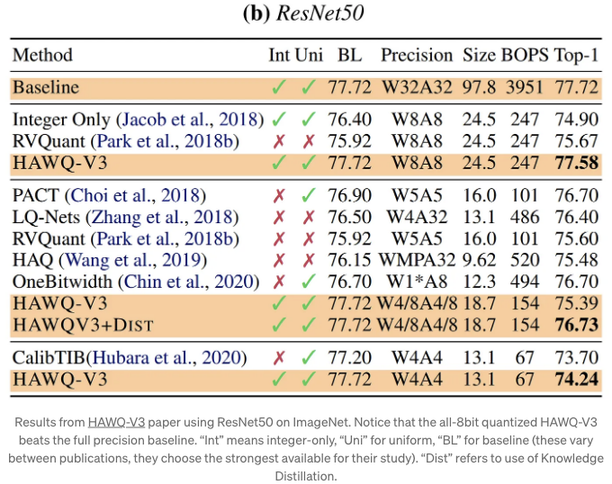 (b) ResNet50
Method Int Uni BL Precision Size BOPS Top-1
Baseline ✓ ✓ 77.72 W32A32 97.8 3951 77.72
Integer Only (Jacob et al., 2018) ✓ ✓ 76.40 W8A8 24.5 247 74.90
RVQuant (Park et al., 2018b) ✗ ✗ 75.92 W8A8 24.5 247 75.67
HAWQ-V3 ✓ ✓ 77.72 W8A8 24.5 247 77.58
PACT (Choi et al., 2018) ✗ ✓ 76.90 W5A5 16.0 101 76.70
LQ-Nets (Zhang et al., 2018) ✗ ✗ 76.50 W4A32 13.1 486 76.40
RVQuant (Park et al., 2018b) ✗ ✗ 75.92 W5A5 16.0 101 75.60
HAQ (Wang et al., 2019) ✗ ✗ 76.15 WMPA32 9.62 520 75.48
OneBitwidth (Chin et al., 2020) ✗ ✓ 76.70 W1*A8 12.3 494 76.70
HAWQ-V3 ✓ ✓ 77.72 W4/8A4/8 18.7 154 75.39
HAWQV3+DIST ✓ ✓ 77.72 W4/8A4/8 18.7 154 76.73
CalibTIB(Hubara et al., 2020) ✗ ✓ 77.20 W4A4 13.1 67 73.70
HAWQ-V3 ✓ ✓ 77.72 W4A4 13.1 67 74.24
Results from HAWQ-V3 paper using ResNet50 on ImageNet. Notice that the all-8bit quantized HAWQ-V3
beats the full precision baseline. “Int” means integer-only, “Uni” for uniform, “BL” for baseline (these vary
between publications, they choose the strongest available for their study). “Dist” refers to use of Knowledge
Distillation.